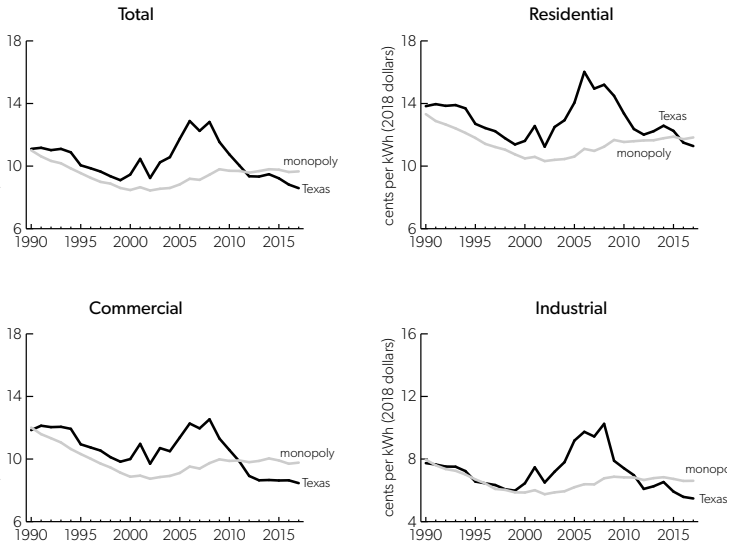 Total
18
14
10
6
monopoly
Texas
1990 1995 2000 2005 2010 2015
Residential
cents per kWh (2018 dollars)
18
14
10
6
Texas
monopoly
1990 1995 2000 2005 2010 2015
Commercial
18
14
10
6
monopoly
Texas
1990 1995 2000 2005 2010 2015
Industrial
cents per kWh (2018 dollars)
16
12
8
4
monopo
Texas
1990 1995 2000 2005 2010 2015